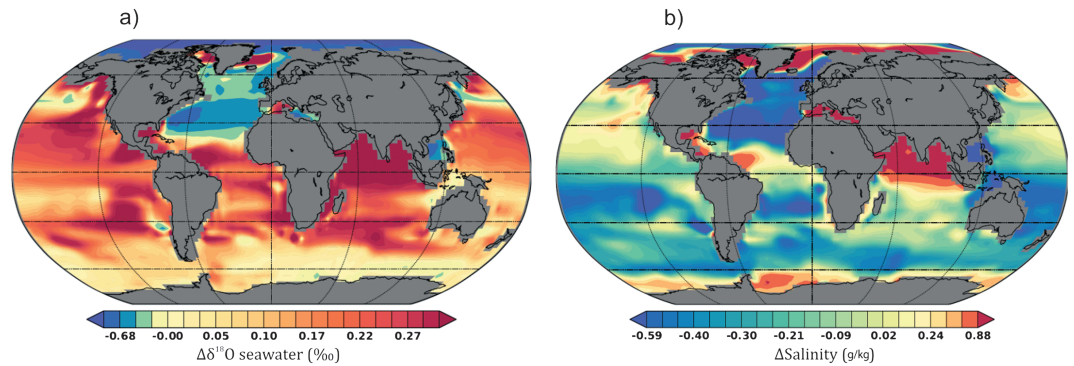 a)
b)
-0.68 -0.00 0.05 0.10 0.17 0.22 0.27
Δδ¹⁸O seawater (‰)
-0.59 -0.40 -0.30 -0.21 -0.09 0.02 0.24 0.88
ΔSalinity (g/kg)